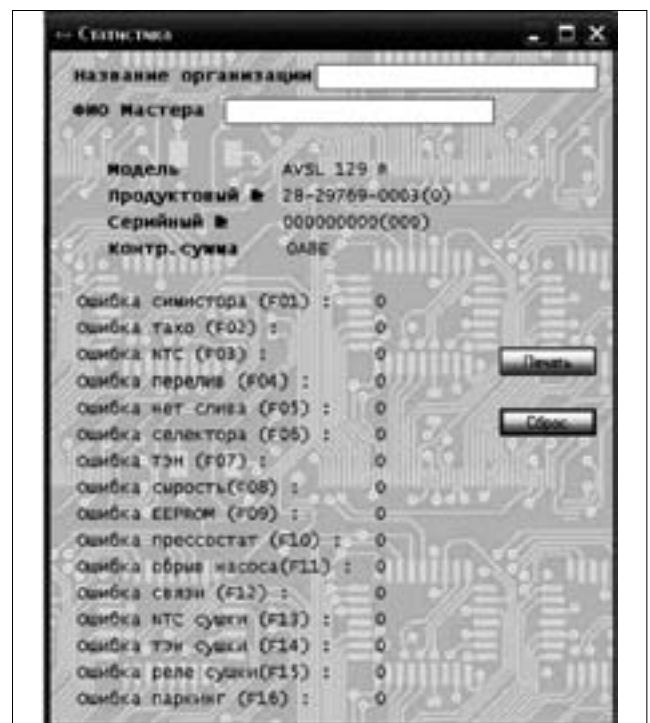 Статистика
Название организации
ФИО Мастера
Модель AVSL 129 R
Продуктовый № 28-29769-0003(0)
Серийный № 000000000(000)
Контр.сумма 0A8E
Ошибка симистора (F01) : 0
Ошибка тахо (F02) : 0
Ошибка NTC (F03) : 0
Ошибка перелив (F04) : 0
Ошибка нет слива (F05) : 0
Ошибка селектора (F06) : 0
Ошибка ТЭН (F07) : 0
Ошибка сырость(F08) : 0
Ошибка EEPROM (F09) : 0
Ошибка прессостат (F10) : 0
Ошибка обрыв насоса(F11) : 0
Ошибка связи (F12) : 0
Ошибка NTC сушки (F13) : 0
Ошибка ТЭН сушки (F14) : 0
Ошибка реле сушки(F15) : 0
Ошибка паркинг (F16) : 0
Печать
Сброс